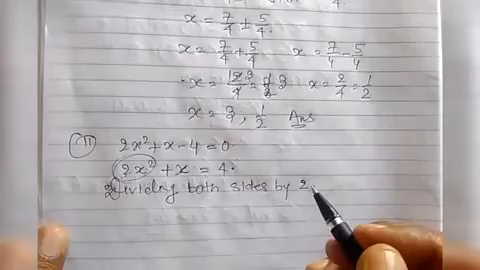 x = 7/4 ± 5/4.
x = 7/4 + 5/4 x = 7/4 - 5/4
x = 12/4 = 3 x = 2/4 = 1/2
x = 3, 1/2 Ans
(II) 2x² + x - 4 = 0.
2x² + x = 4.
Dividing both sides by 2